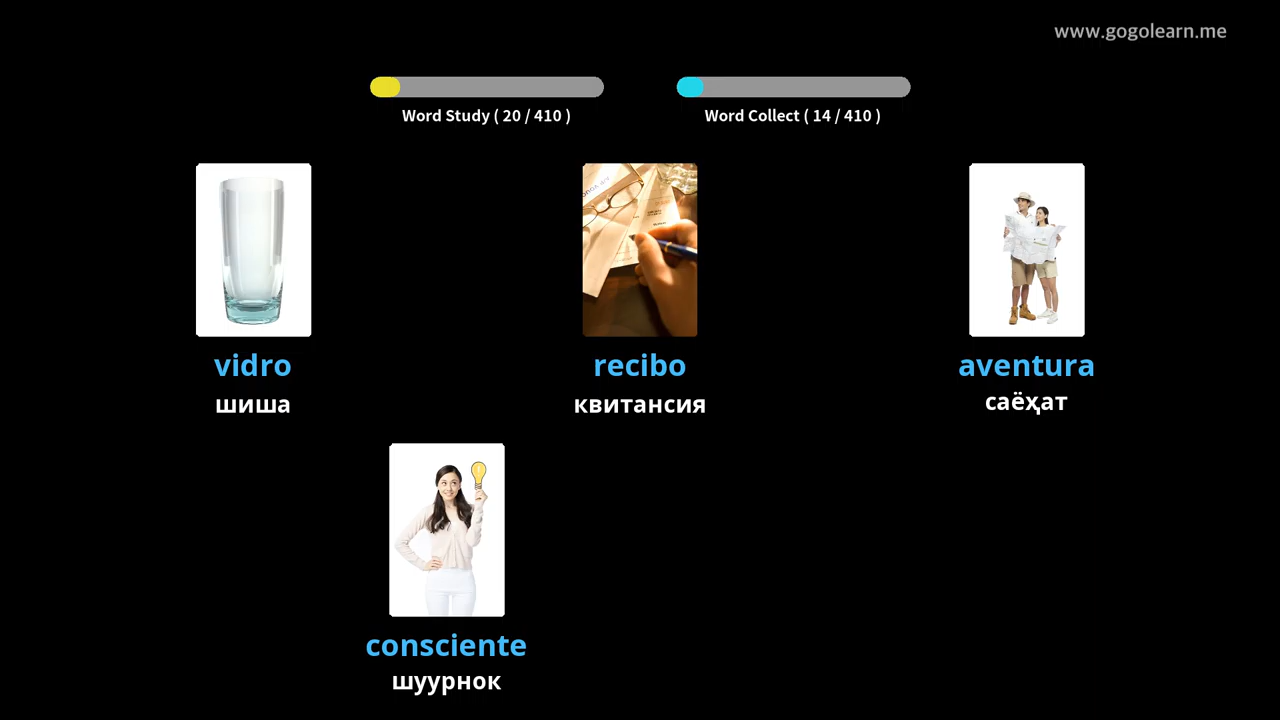 www.gogolearn.me
Word Study ( 20 / 410 )
Word Collect ( 14 / 410 )
vidro
шиша
recibo
квитансия
aventura
саёҳат
consciente
шуурнок